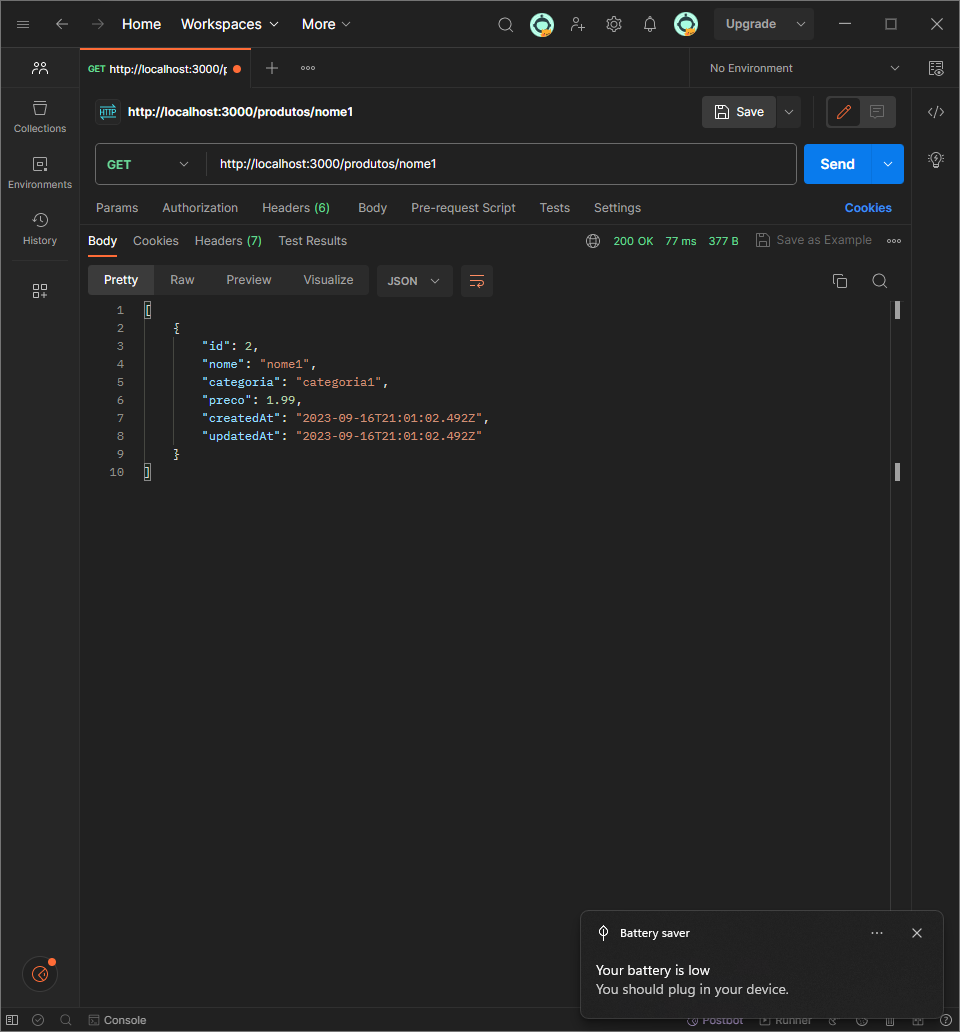 Home Workspaces More Upgrade
GET http://localhost:3000/p No Environment
HTTP http://localhost:3000/produtos/nome1 Save
Collections
GET http://localhost:3000/produtos/nome1 Send
Environments
Params Authorization Headers (6) Body Pre-request Script Tests Settings Cookies
History
Body Cookies Headers (7) Test Results 200 OK 77 ms 377 B Save as Example
Pretty Raw Preview Visualize JSON
1 [
2 {
3 "id": 2,
4 "nome": "nome1",
5 "categoria": "categoria1",
6 "preco": 1.99,
7 "createdAt": "2023-09-16T21:01:02.492Z",
8 "updatedAt": "2023-09-16T21:01:02.492Z"
9 }
10 ]
Battery saver
Your battery is low
You should plug in your device.
Console Postbot Runner